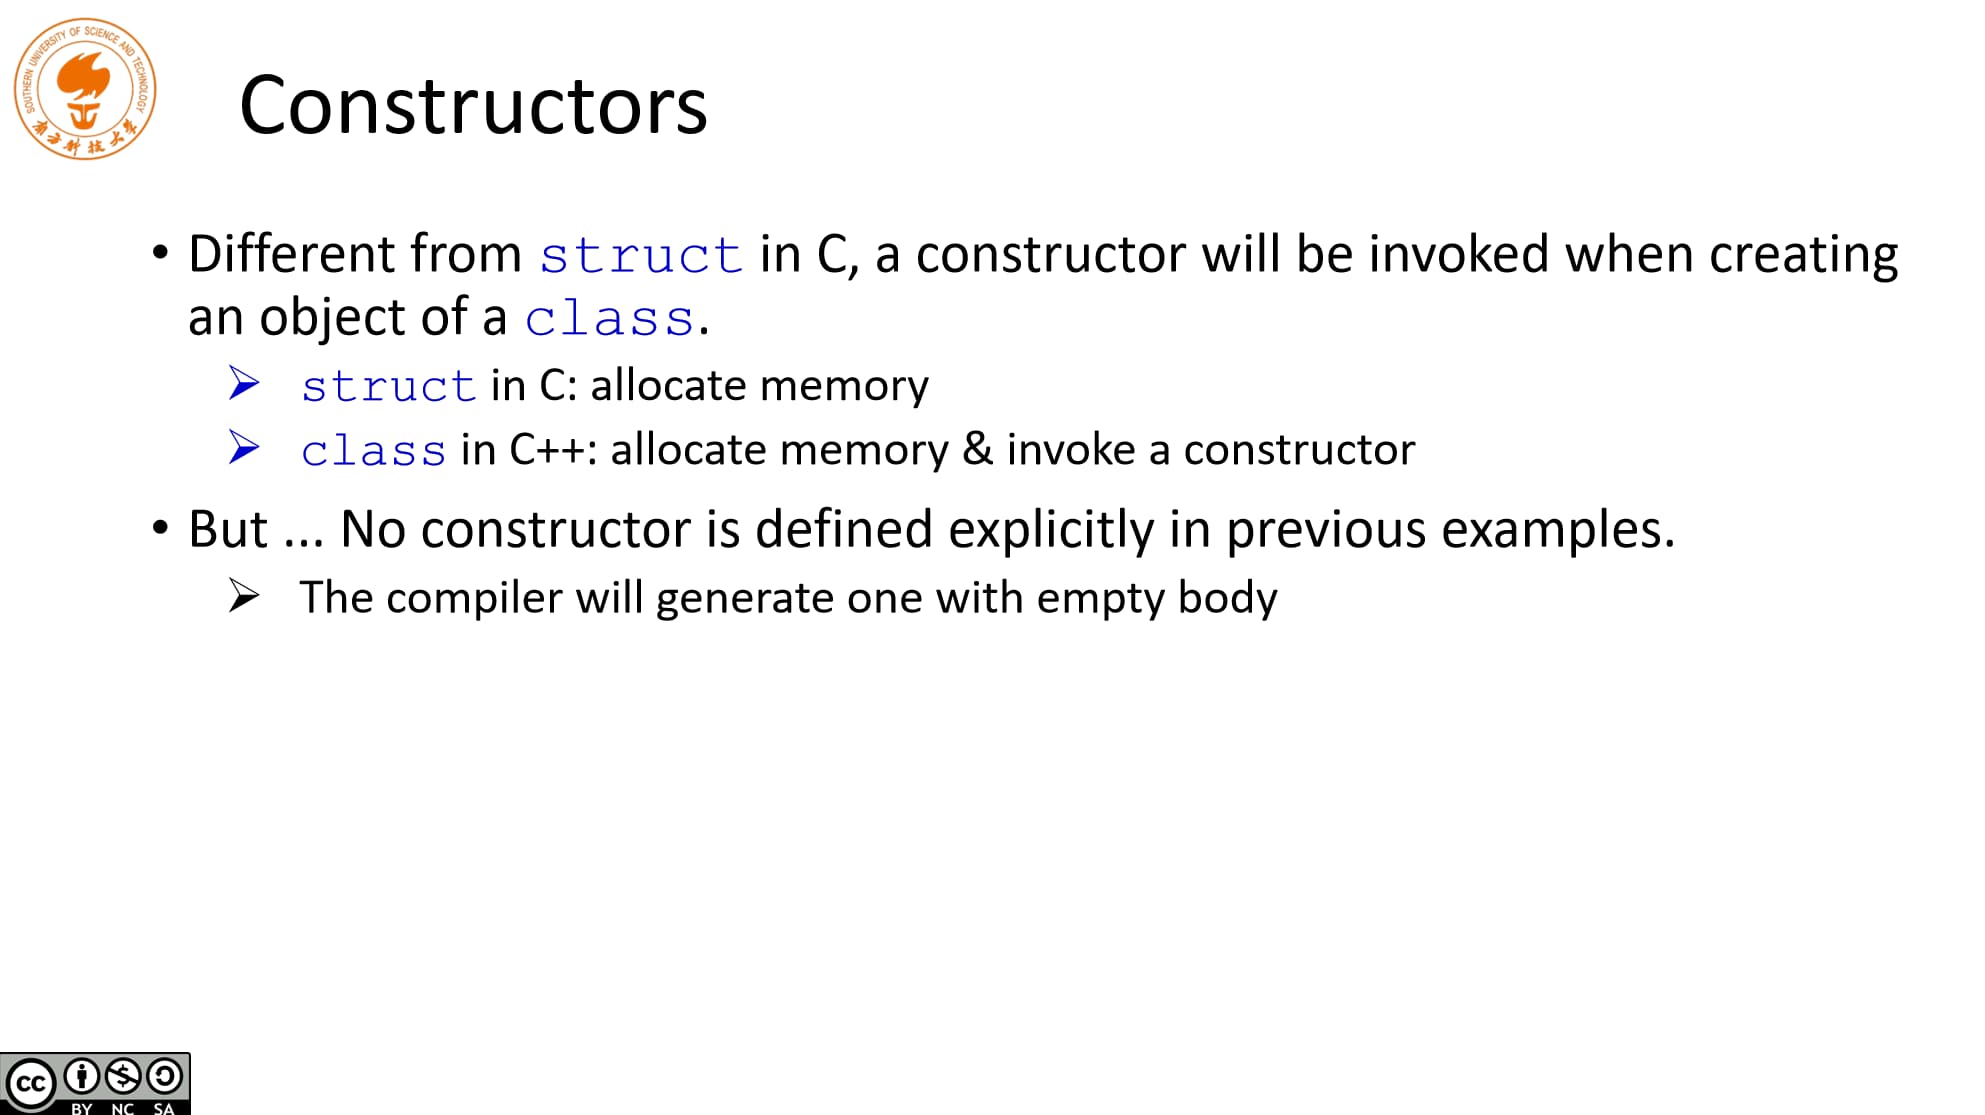 SOUTHERN UNIVERSITY OF SCIENCE AND TECHNOLOGY
南方科技大学
Constructors
• Different from struct in C, a constructor will be invoked when creating
an object of a class.
➢ struct in C: allocate memory
➢ class in C++: allocate memory & invoke a constructor
• But ... No constructor is defined explicitly in previous examples.
➢ The compiler will generate one with empty body
cc
BY NC SA